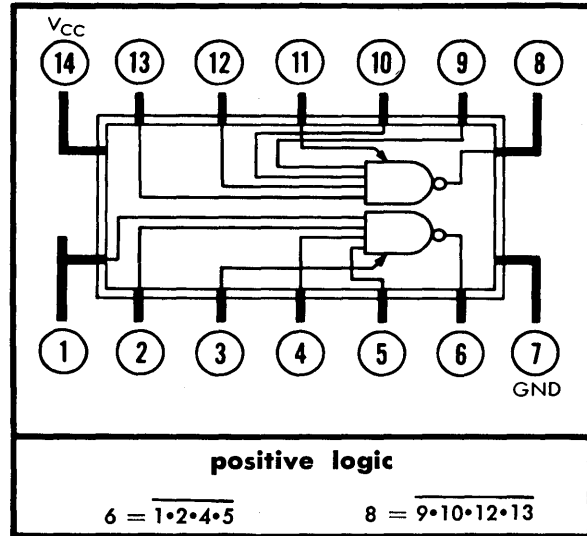 VCC
14 13 12 11 10 9 8
1 2 3 4 5 6 7
GND
positive logic
6 = 1•2•4•5 8 = 9•10•12•13